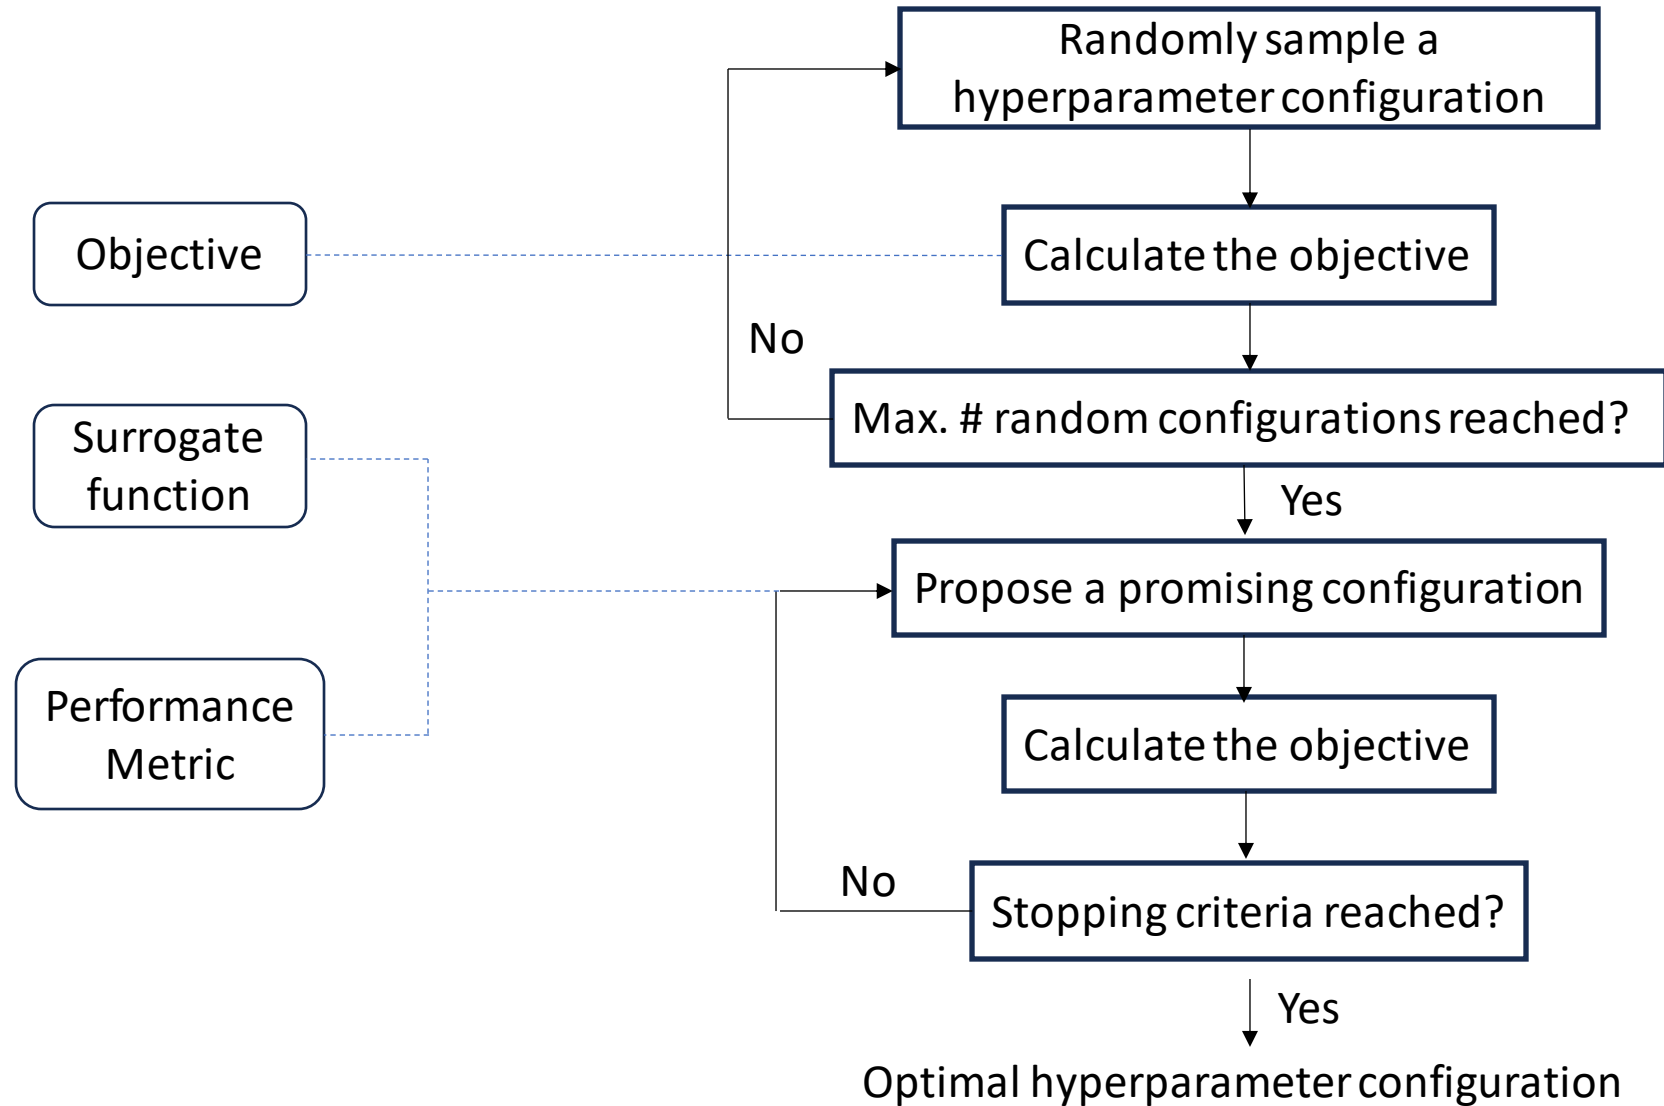 Randomly sample a
hyperparameter configuration
Objective
Calculate the objective
No
Max. # random configurations reached?
Surrogate
function
Yes
Propose a promising configuration
Performance
Metric
Calculate the objective
No
Stopping criteria reached?
Yes
Optimal hyperparameter configuration